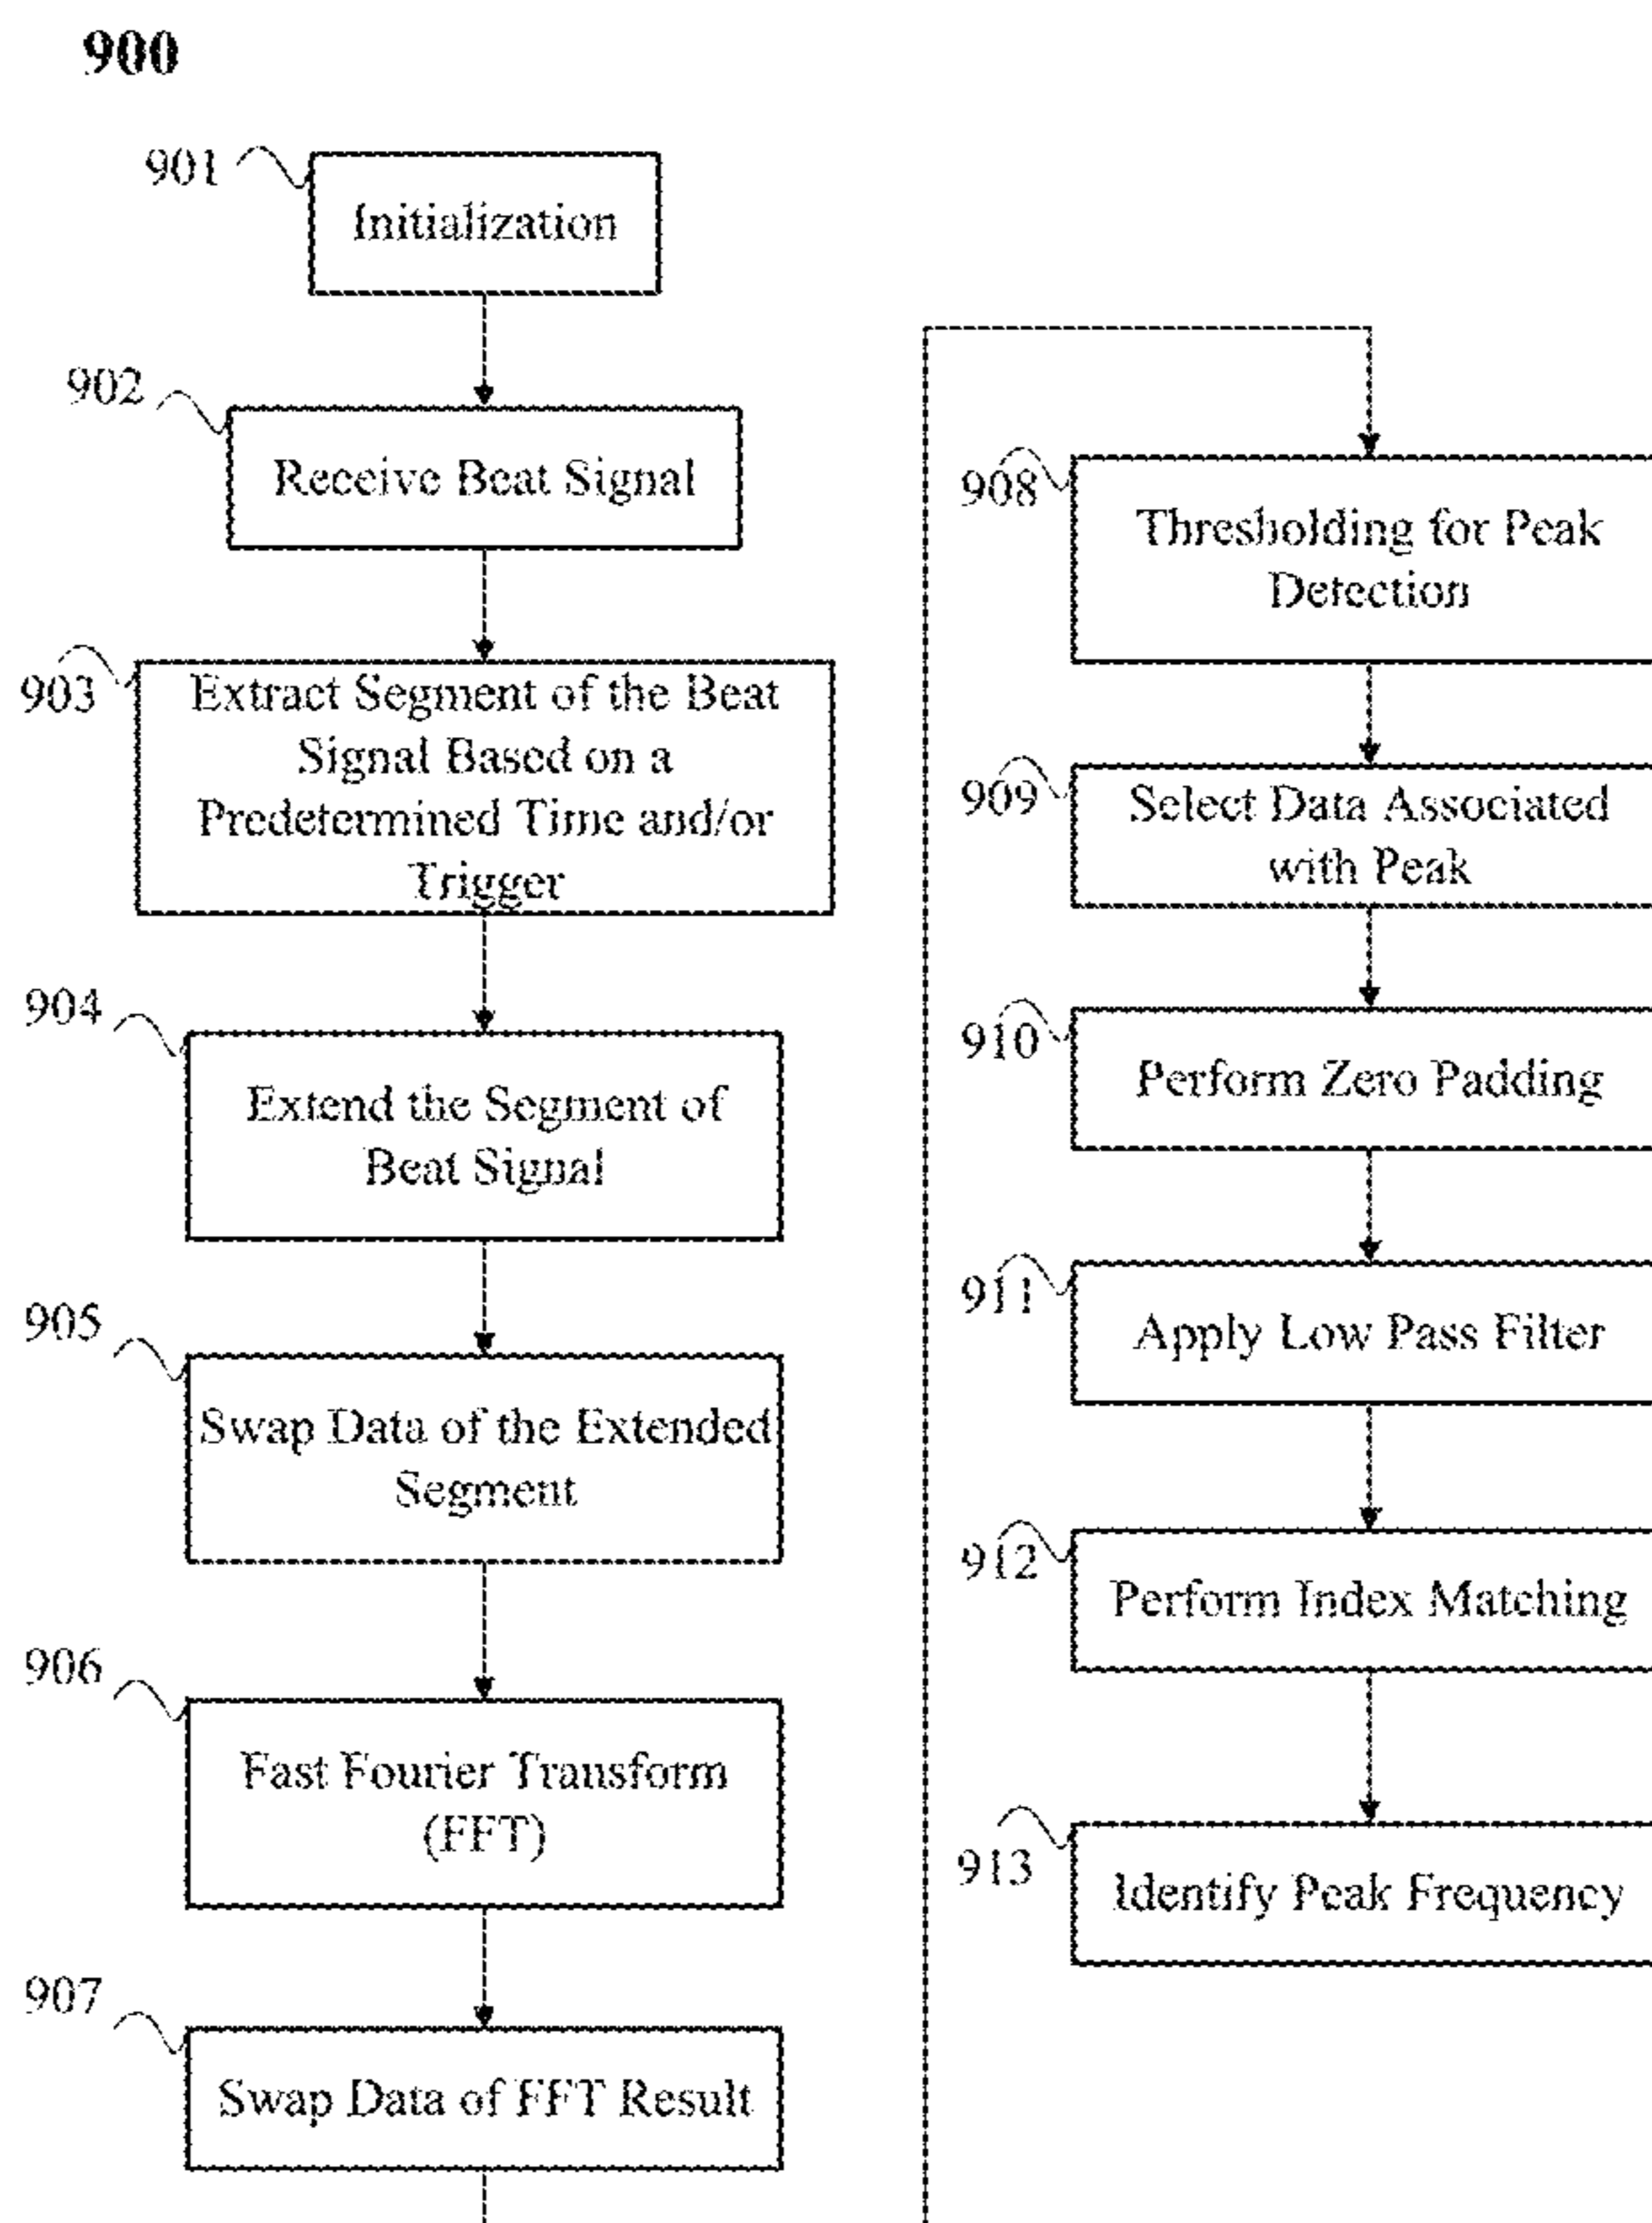 900
901
Initialization
902
Receive Beat Signal
903
Extract Segment of the Beat
Signal Based on a
Predetermined Time and/or
Trigger
904
Extend the Segment of
Beat Signal
905
Swap Data of the Extended
Segment
906
Fast Fourier Transform
(FFT)
907
Swap Data of FFT Result
908
Thresholding for Peak
Detection
909
Select Data Associated
with Peak
910
Perform Zero Padding
911
Apply Low Pass Filter
912
Perform Index Matching
913
Identify Peak Frequency